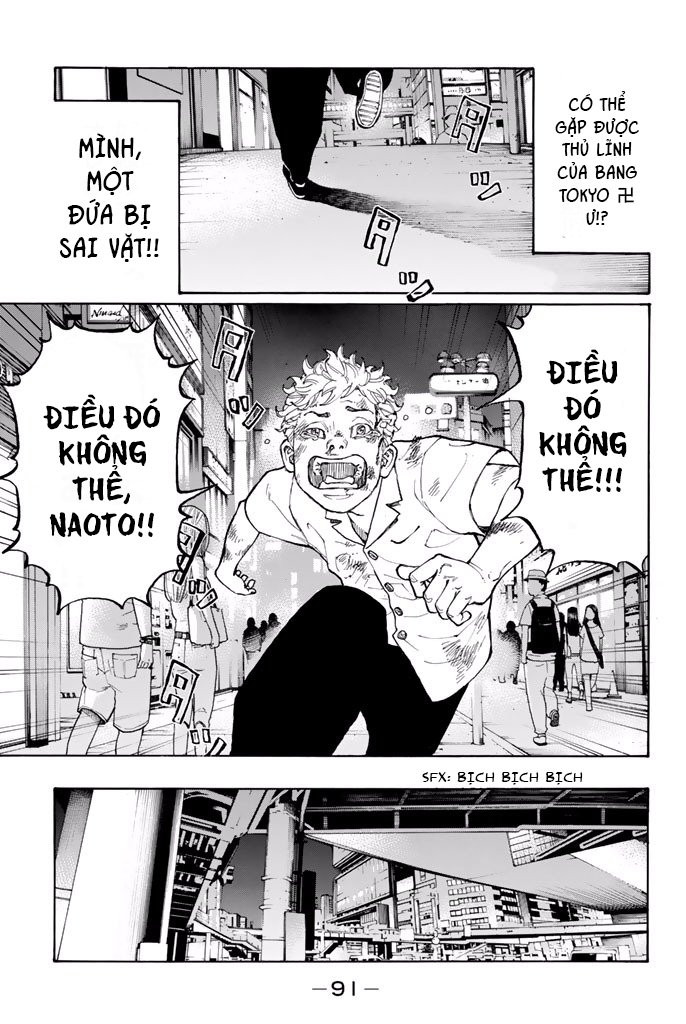 CÓ THỂ
GẶP ĐƯỢC
THỦ LĨNH
CỦA BANG
TOKYO 卍
Ư!?
MÌNH,
MỘT
ĐỨA BỊ
SAI VẶT!!
ĐIỀU
ĐÓ
KHÔNG
THỂ!!!
ĐIỀU ĐÓ
KHÔNG
THỂ,
NAOTO!!
SFX: BỊCH BỊCH BỊCH
—91—